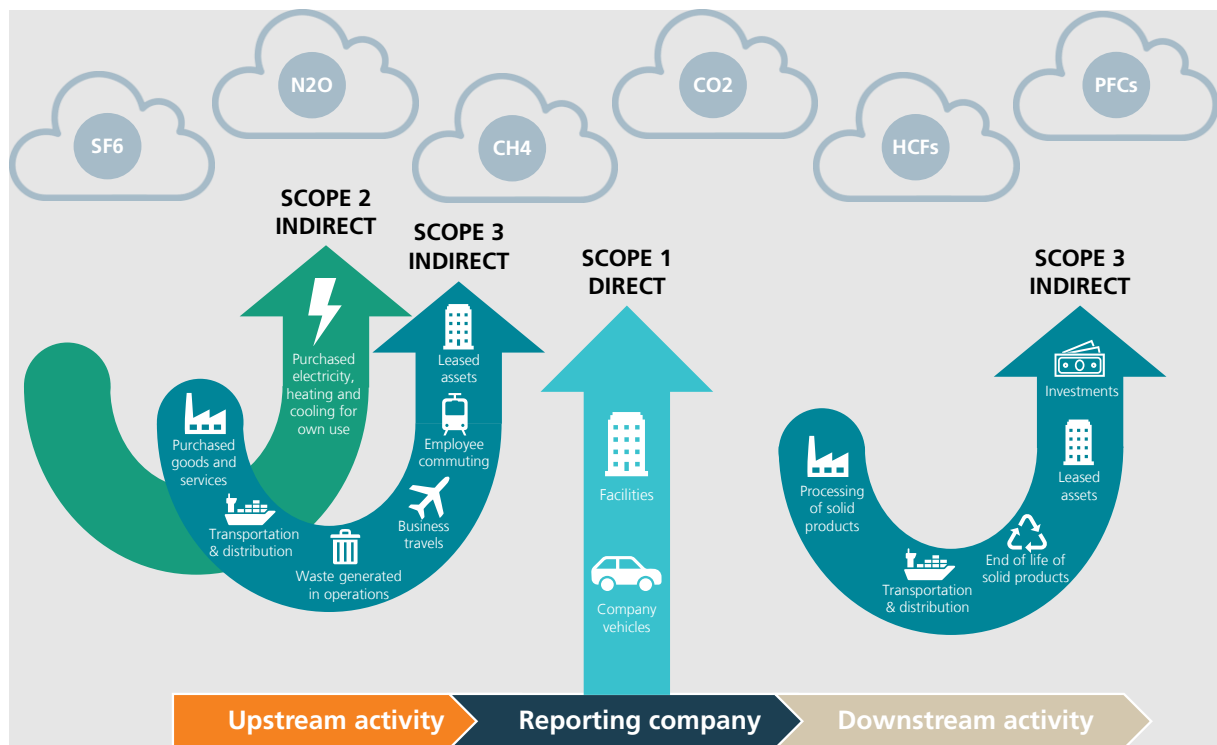 SF6
N2O
CH4
CO2
HCFs
PFCs
SCOPE 2
INDIRECT
Purchased
electricity,
heating and
cooling for
own use
SCOPE 3
INDIRECT
Leased
assets
Employee
commuting
Business
travels
Waste generated
in operations
Transportation
& distribution
Purchased
goods and
services
SCOPE 1
DIRECT
Facilities
Company
vehicles
SCOPE 3
INDIRECT
Investments
Leased
assets
End of life of
solid products
Transportation
& distribution
Processing
of solid
products
Upstream activity
Reporting company
Downstream activity